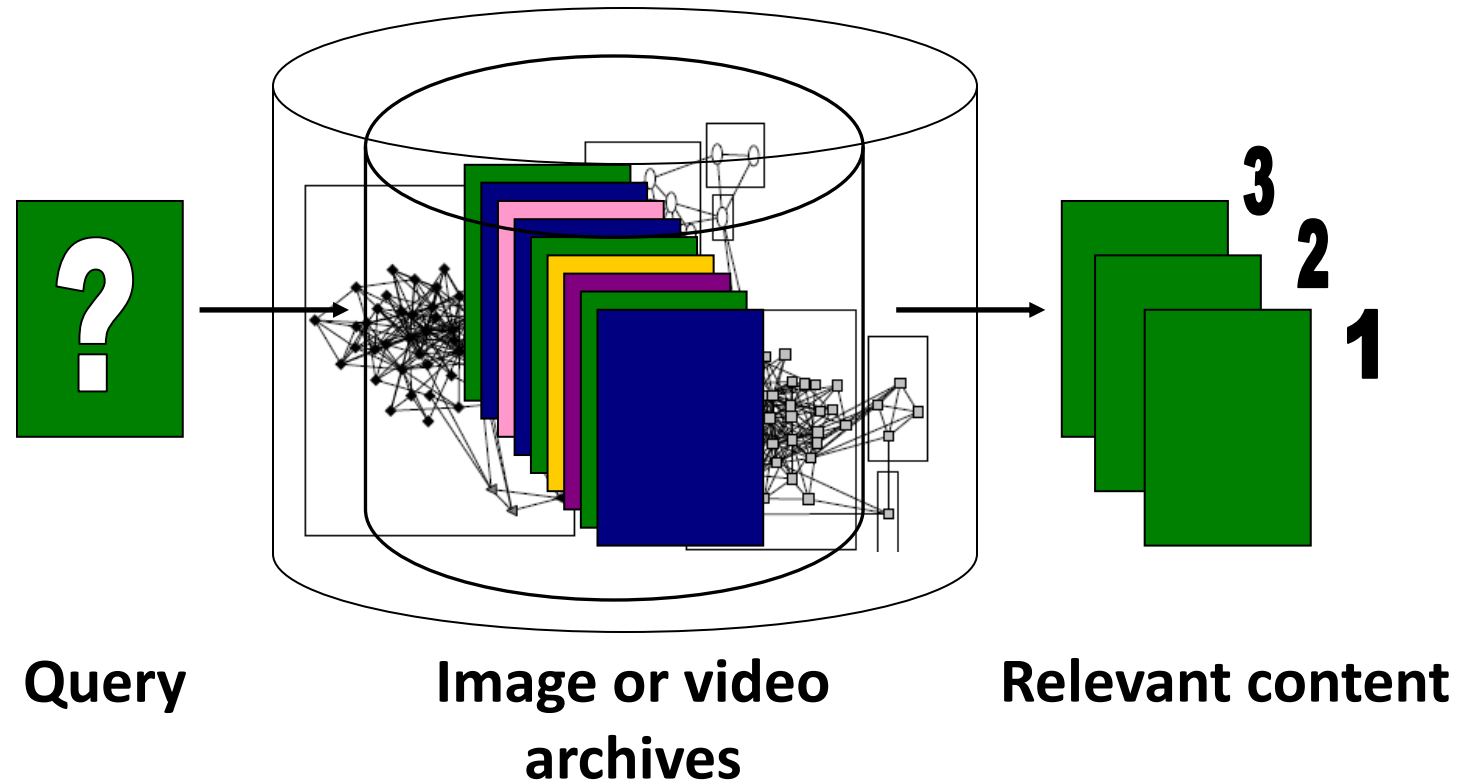 ?
3
2
1
Query
Image or video
archives
Relevant content